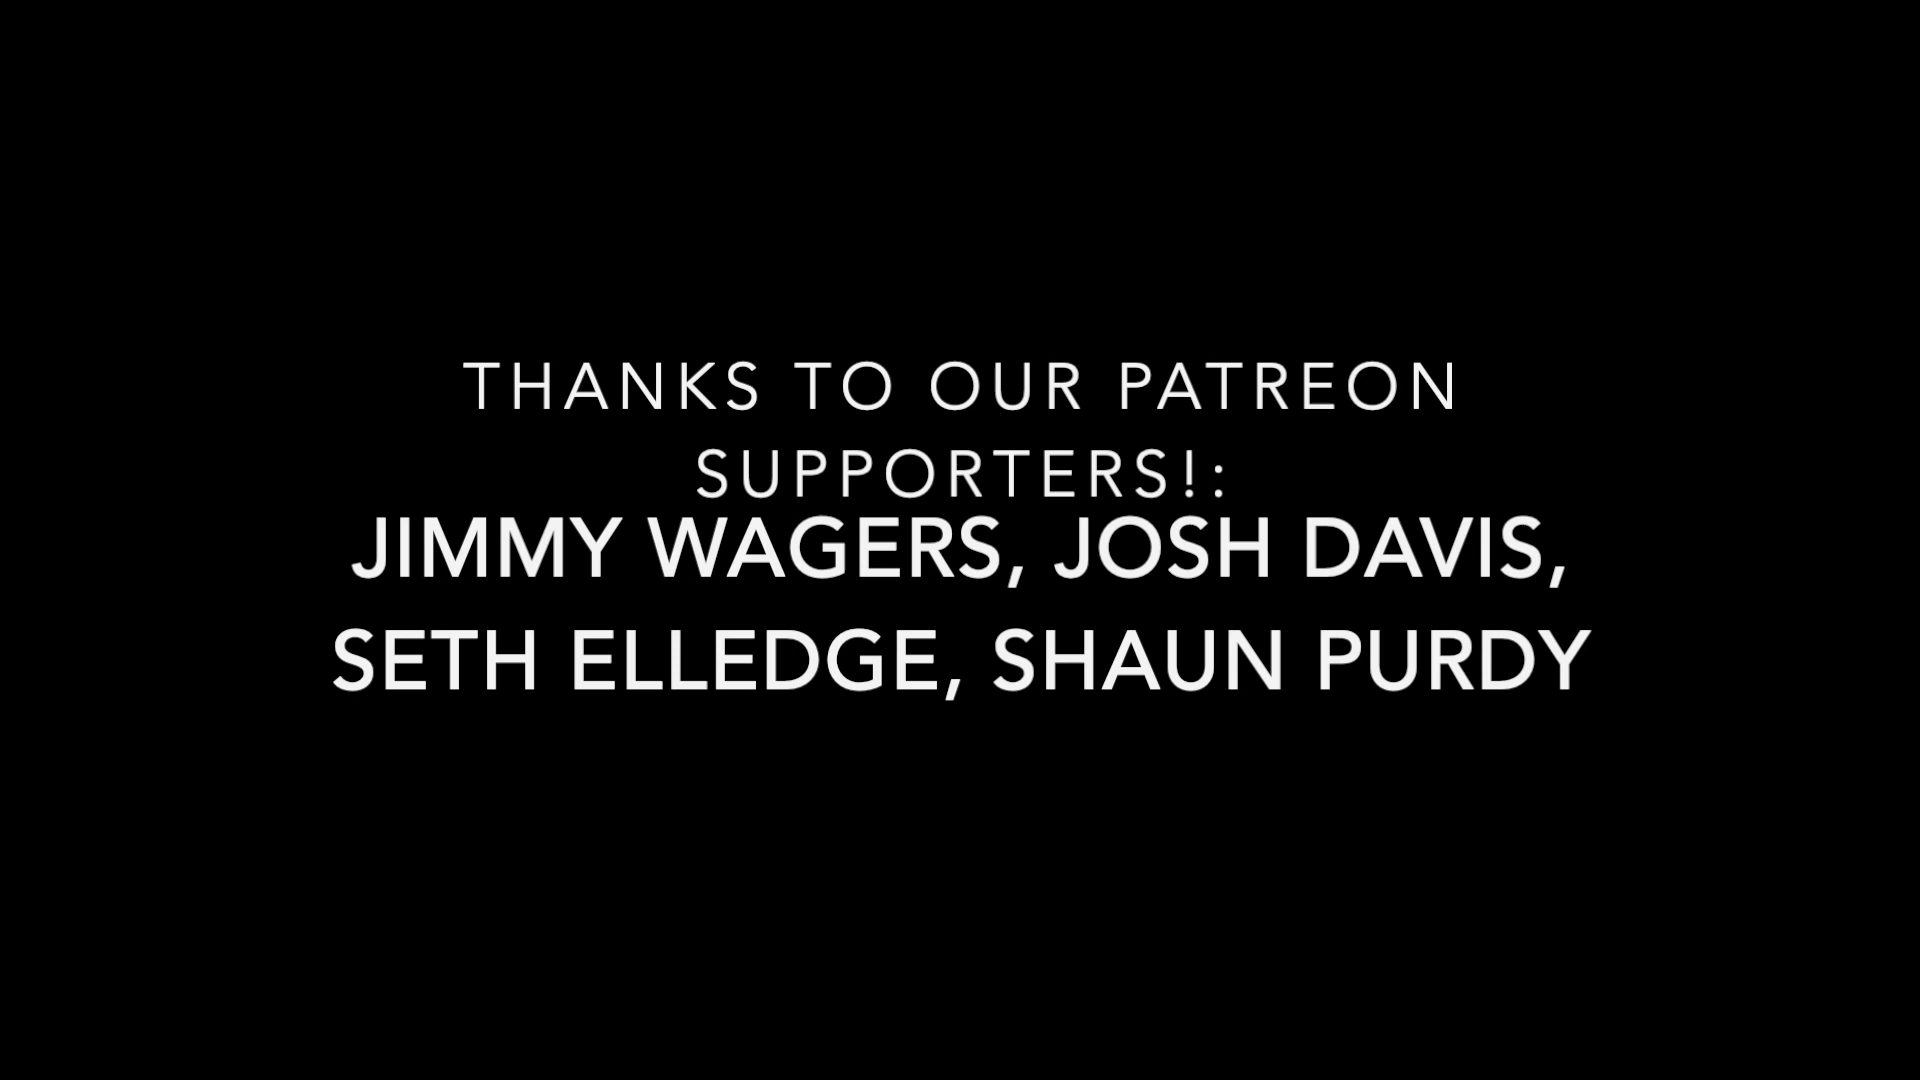 THANKS TO OUR PATREON
SUPPORTERS!:
JIMMY WAGERS, JOSH DAVIS,
SETH ELLEDGE, SHAUN PURDY